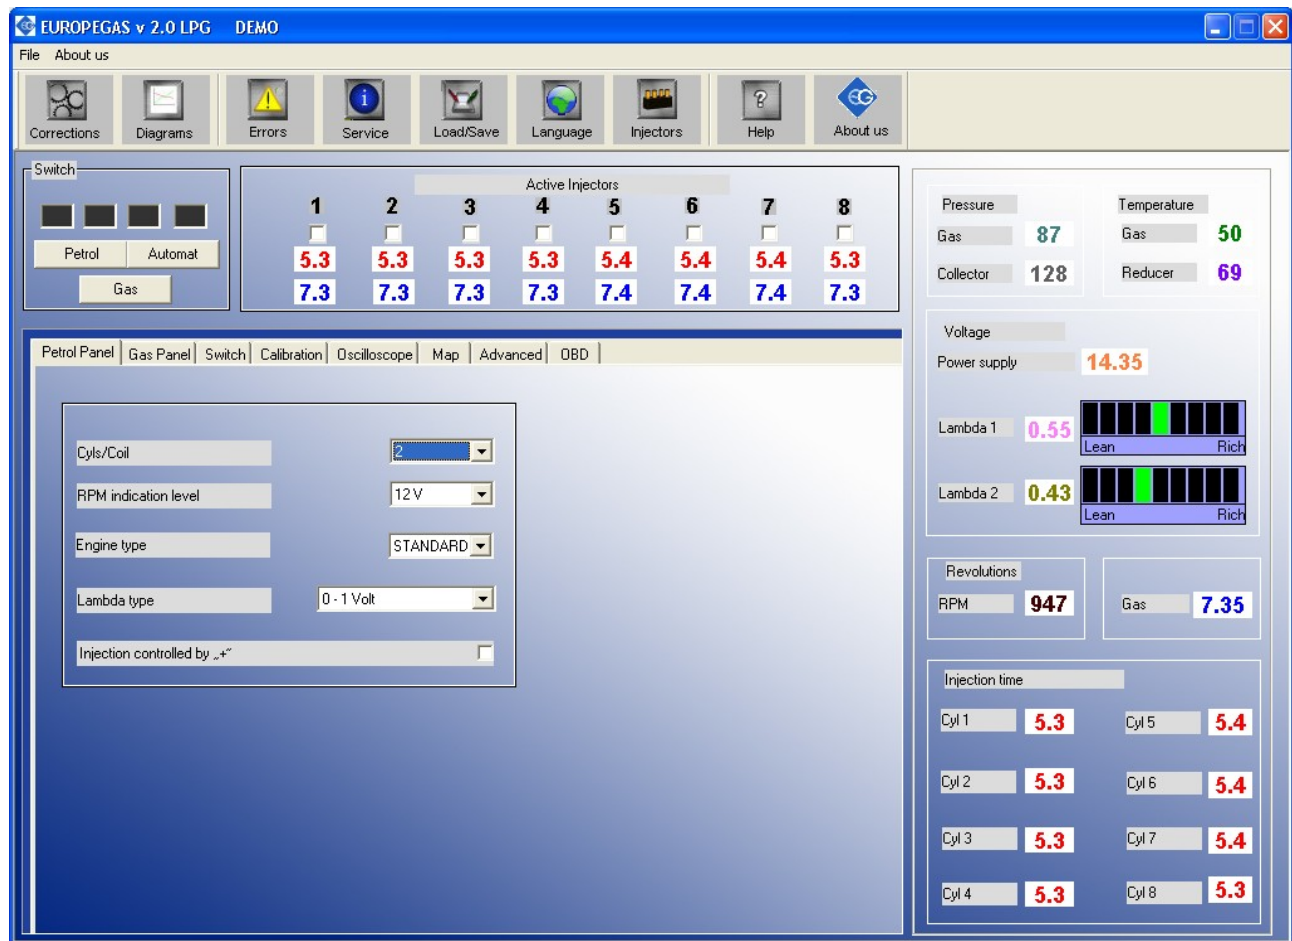 EUROPEGAS v 2.0 LPG DEMO
File About us
Corrections Diagrams Errors Service Load/Save Language Injectors Help About us
Switch
Petrol Automat
Gas
Active Injectors
1 2 3 4 5 6 7 8
5.3 5.3 5.3 5.3 5.4 5.4 5.4 5.3
7.3 7.3 7.3 7.3 7.4 7.4 7.4 7.3
Petrol Panel Gas Panel Switch Calibration Oscilloscope Map Advanced OBD
Cyls/Coil 2
RPM indication level 12 V
Engine type STANDARD
Lambda type 0 - 1 Volt
Injection controlled by „+”
Pressure
Gas 87
Collector 128
Temperature
Gas 50
Reducer 69
Voltage
Power supply 14.35
Lambda 1 0.55
Lean Rich
Lambda 2 0.43
Lean Rich
Revolutions
RPM 947
Gas 7.35
Injection time
Cyl 1 5.3 Cyl 5 5.4
Cyl 2 5.3 Cyl 6 5.4
Cyl 3 5.3 Cyl 7 5.4
Cyl 4 5.3 Cyl 8 5.3